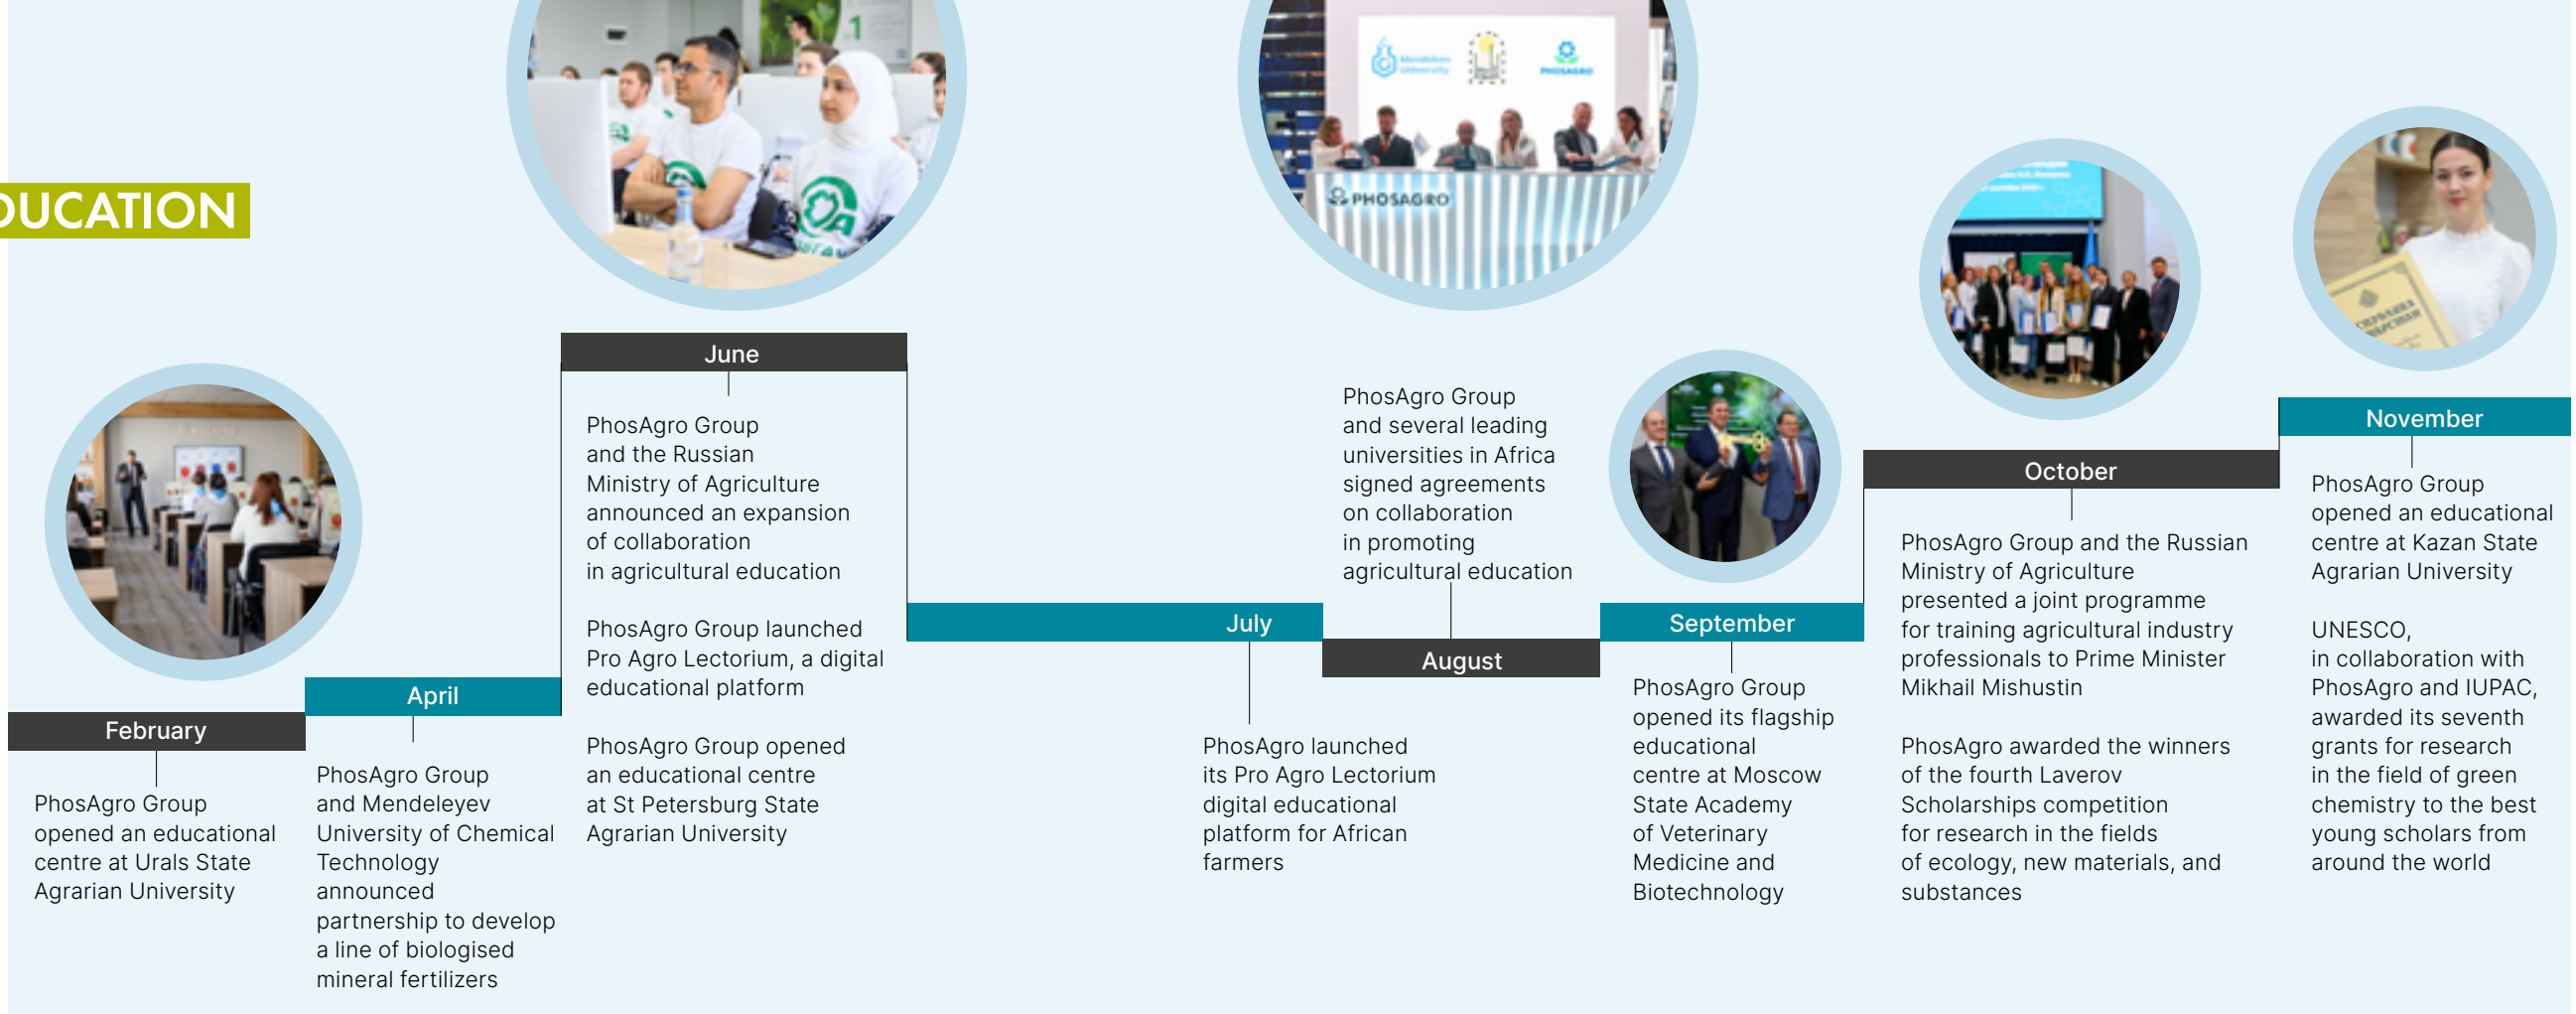 DUCATION
Mendeleev
University
PHOSAGRO
PHOSAGRO
February
PhosAgro Group
opened an educational
centre at Urals State
Agrarian University
April
PhosAgro Group
and Mendeleyev
University of Chemical
Technology
announced
partnership to develop
a line of biologised
mineral fertilizers
June
PhosAgro Group
and the Russian
Ministry of Agriculture
announced an expansion
of collaboration
in agricultural education
PhosAgro Group launched
Pro Agro Lectorium, a digital
educational platform
PhosAgro Group opened
an educational centre
at St Petersburg State
Agrarian University
July
PhosAgro launched
its Pro Agro Lectorium
digital educational
platform for African
farmers
PhosAgro Group
and several leading
universities in Africa
signed agreements
on collaboration
in promoting
agricultural education
August
September
PhosAgro Group
opened its flagship
educational
centre at Moscow
State Academy
of Veterinary
Medicine and
Biotechnology
October
PhosAgro Group and the Russian
Ministry of Agriculture
presented a joint programme
for training agricultural industry
professionals to Prime Minister
Mikhail Mishustin
PhosAgro awarded the winners
of the fourth Laverov
Scholarships competition
for research in the fields
of ecology, new materials, and
substances
November
PhosAgro Group
opened an educational
centre at Kazan State
Agrarian University
UNESCO,
in collaboration with
PhosAgro and IUPAC,
awarded its seventh
grants for research
in the field of green
chemistry to the best
young scholars from
around the world